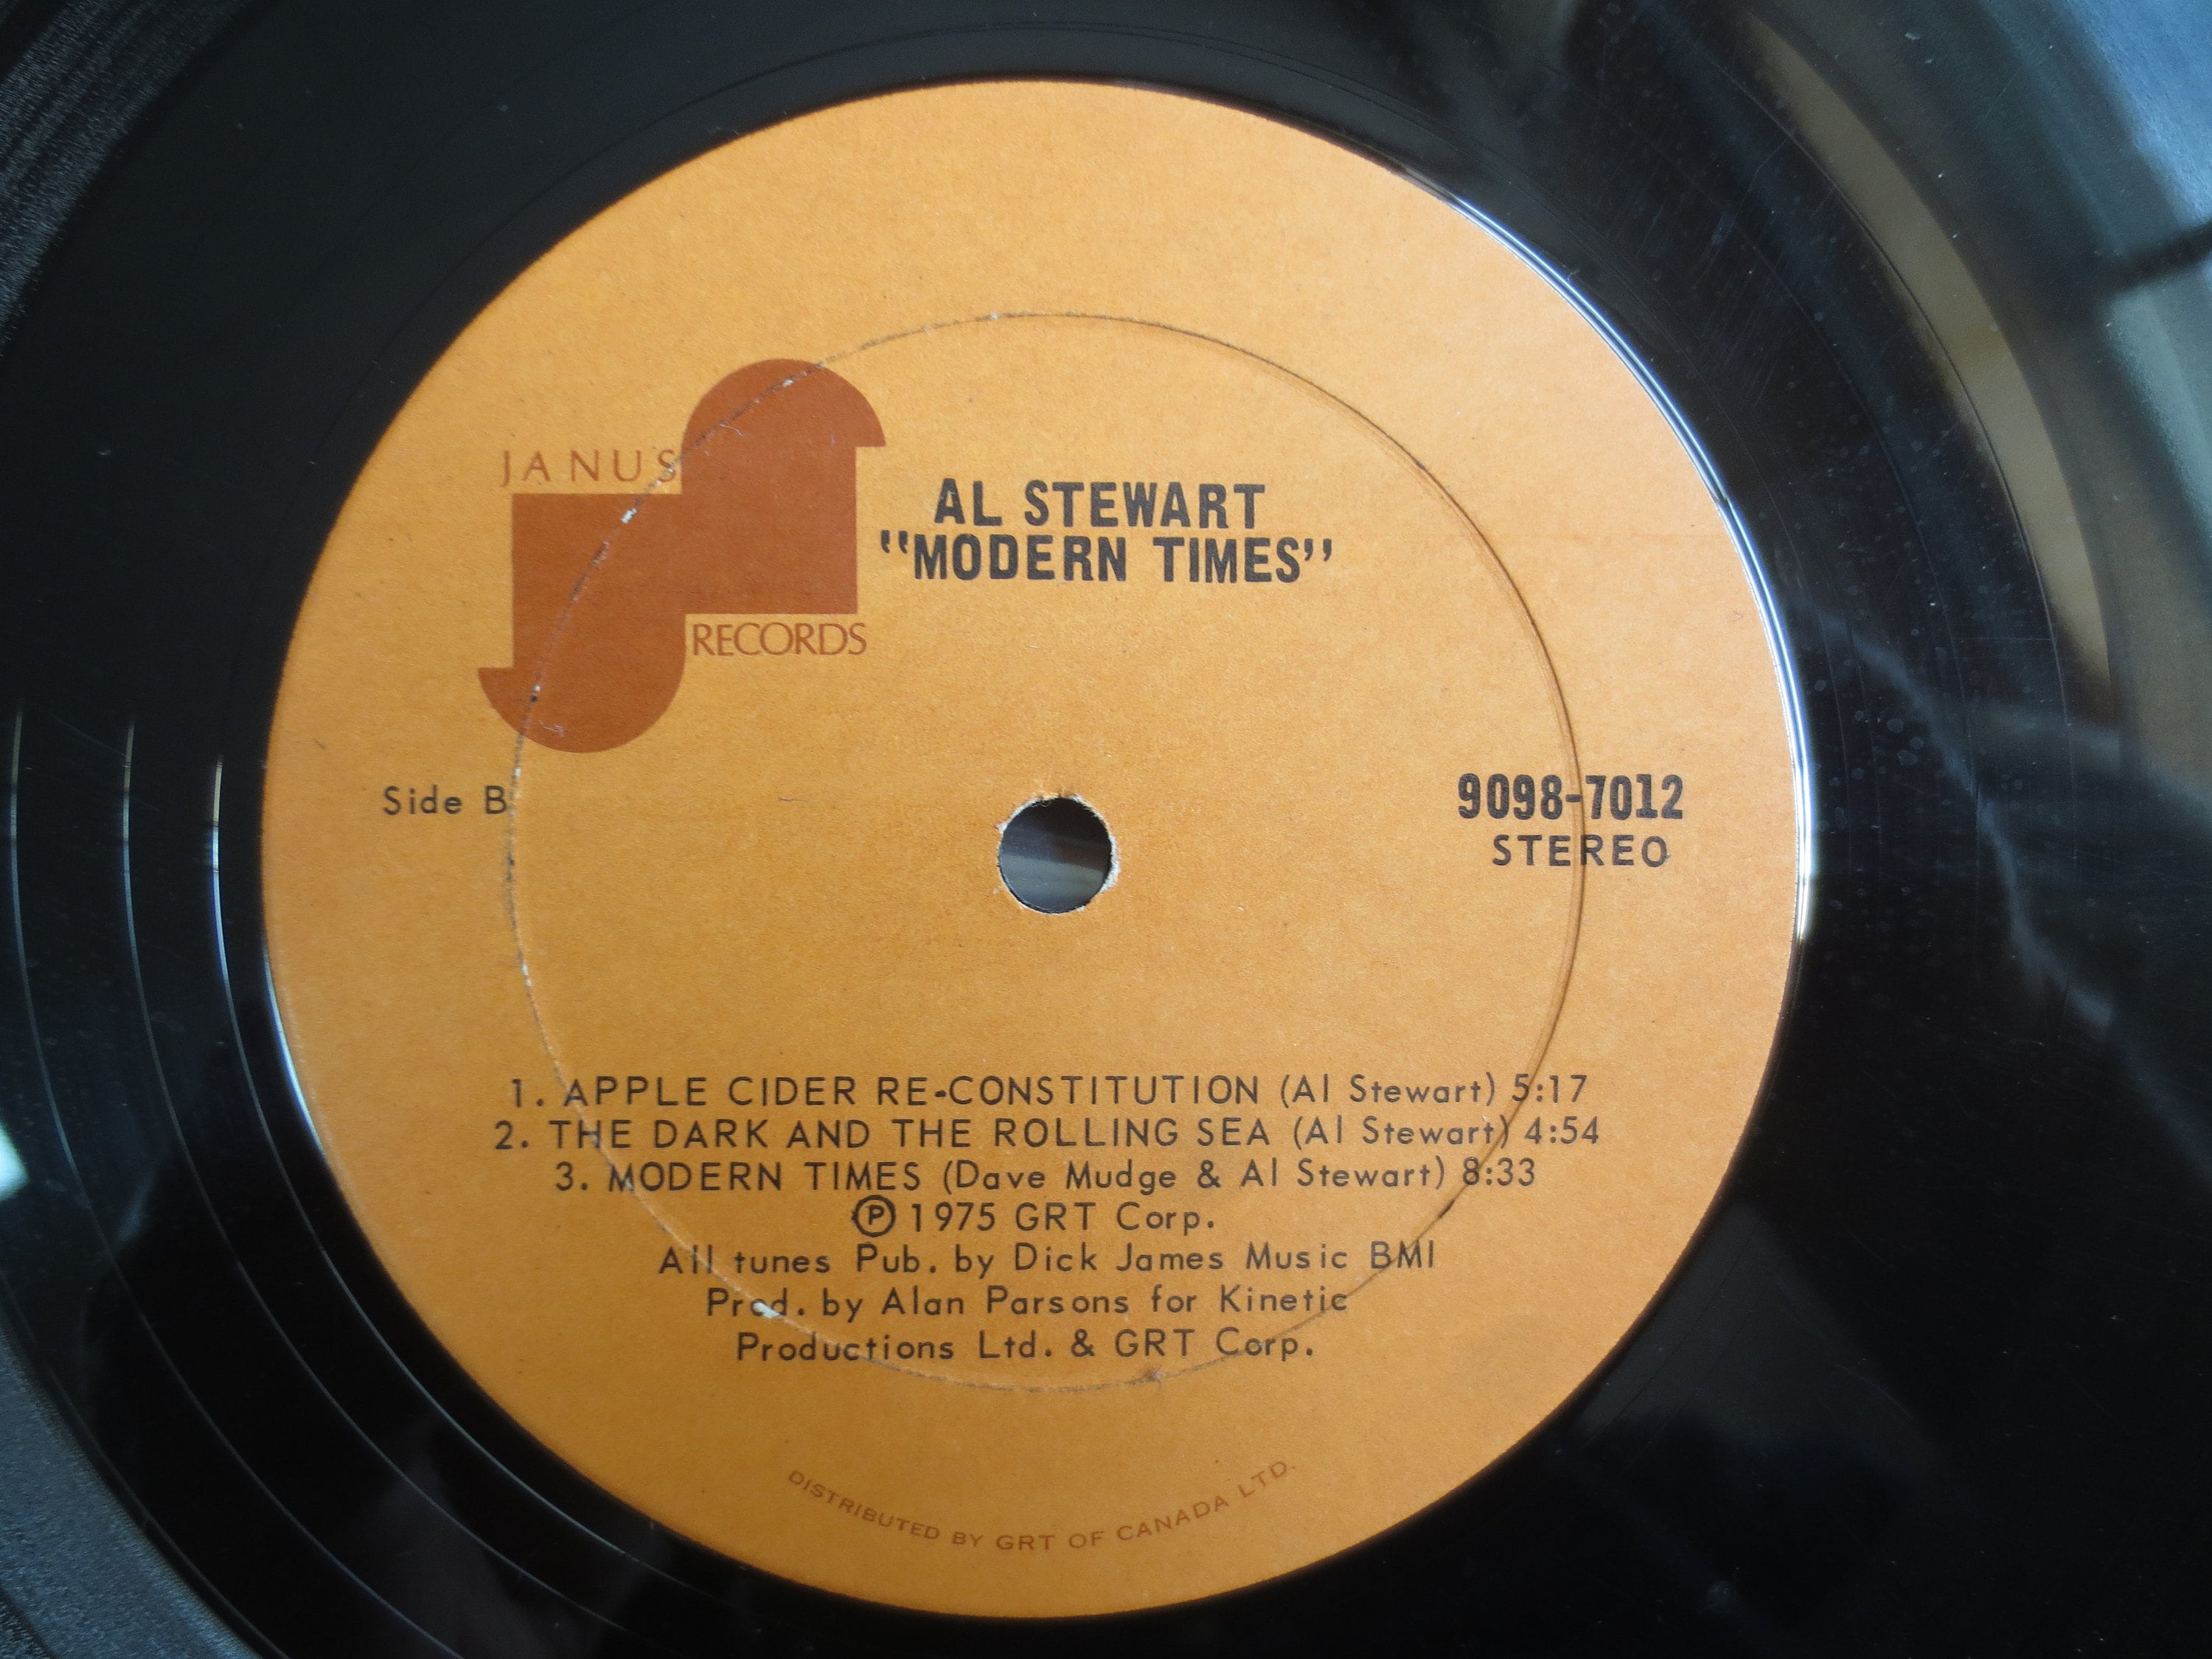 JANUS
RECORDS
AL STEWART
"MODERN TIMES"
Side B
9098-7012
STEREO
1. APPLE CIDER RE-CONSTITUTION (Al Stewart) 5:17
2. THE DARK AND THE ROLLING SEA (Al Stewart) 4:54
3. MODERN TIMES (Dave Mudge & Al Stewart) 8:33
Ⓟ 1975 GRT Corp.
All tunes Pub. by Dick James Music BMI
Prod. by Alan Parsons for Kinetic
Productions Ltd. & GRT Corp.
DISTRIBUTED BY GRT OF CANADA LTD.